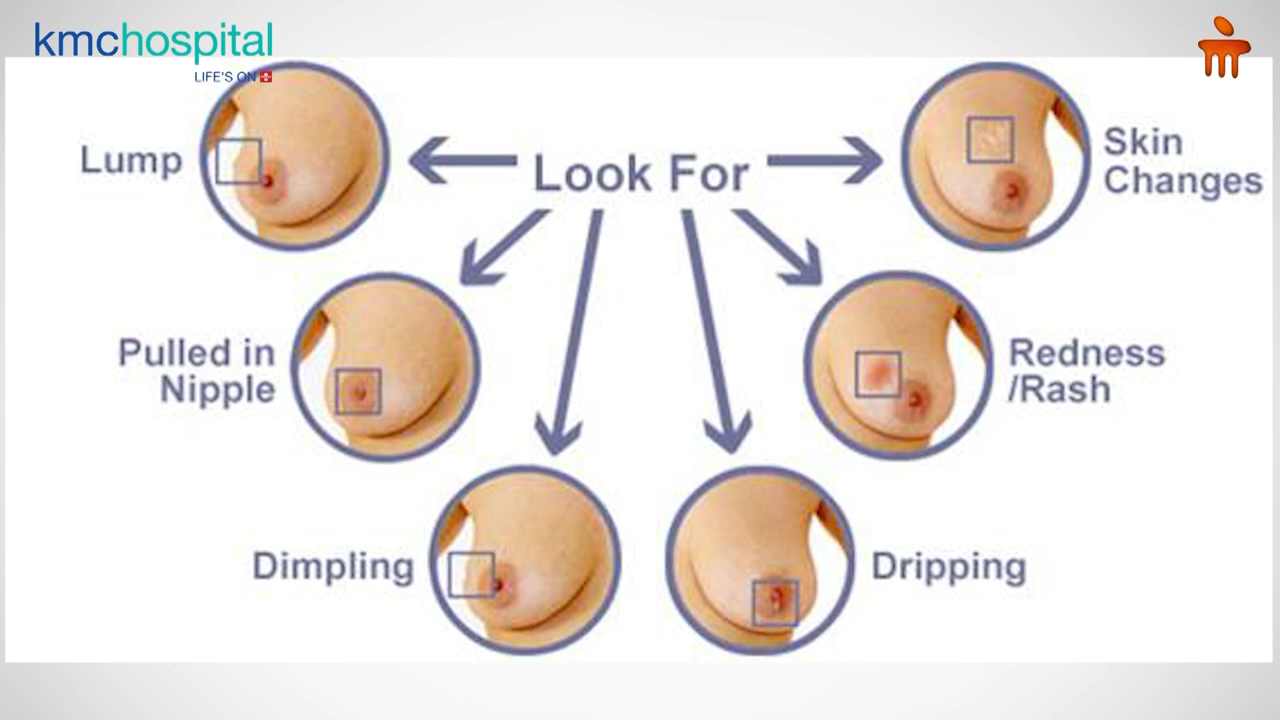 kmchospital
LIFE'S ON
Look For
Lump
Skin
Changes
Pulled in
Nipple
Redness
/Rash
Dimpling
Dripping